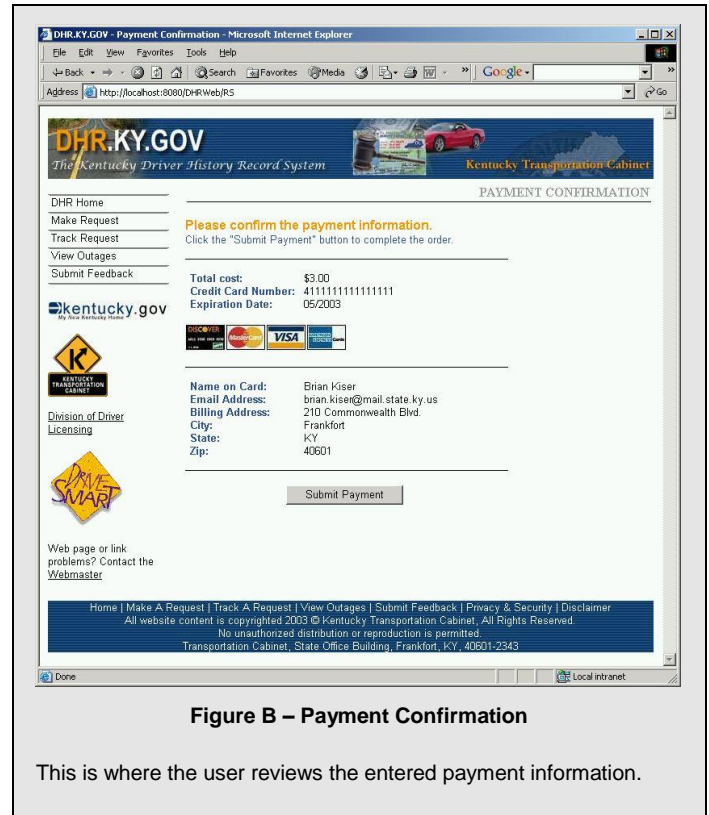 DHR.KY.GOV - Payment Confirmation - Microsoft Internet Explorer
File Edit View Favorites Tools Help
Back Search Favorites Media » Google »
Address http://localhost:8080/DHRWeb/RS Go
DHR.KY.GOV
The Kentucky Driver History Record System
Kentucky Transportation Cabinet
PAYMENT CONFIRMATION
DHR Home
Make Request
Track Request
View Outages
Submit Feedback
kentucky.gov
My New Kentucky Home
KENTUCKY
TRANSPORTATION
CABINET
Division of Driver
Licensing
DRIVE
SMART
Web page or link
problems? Contact the
Webmaster
Please confirm the payment information.
Click the "Submit Payment" button to complete the order.
Total cost: $3.00
Credit Card Number: 4111111111111111
Expiration Date: 05/2003
DISCOVER MasterCard VISA
Name on Card: Brian Kiser
Email Address: brian.kiser@mail.state.ky.us
Billing Address: 210 Commonwealth Blvd.
City: Frankfort
State: KY
Zip: 40601
Submit Payment
Home | Make A Request | Track A Request | View Outages | Submit Feedback | Privacy & Security | Disclaimer
All website content is copyrighted 2003 © Kentucky Transportation Cabinet, All Rights Reserved.
No unauthorized distribution or reproduction is permitted.
Transportation Cabinet, State Office Building, Frankfort, KY, 40601-2343
Done Local intranet
Figure B – Payment Confirmation
This is where the user reviews the entered payment information.